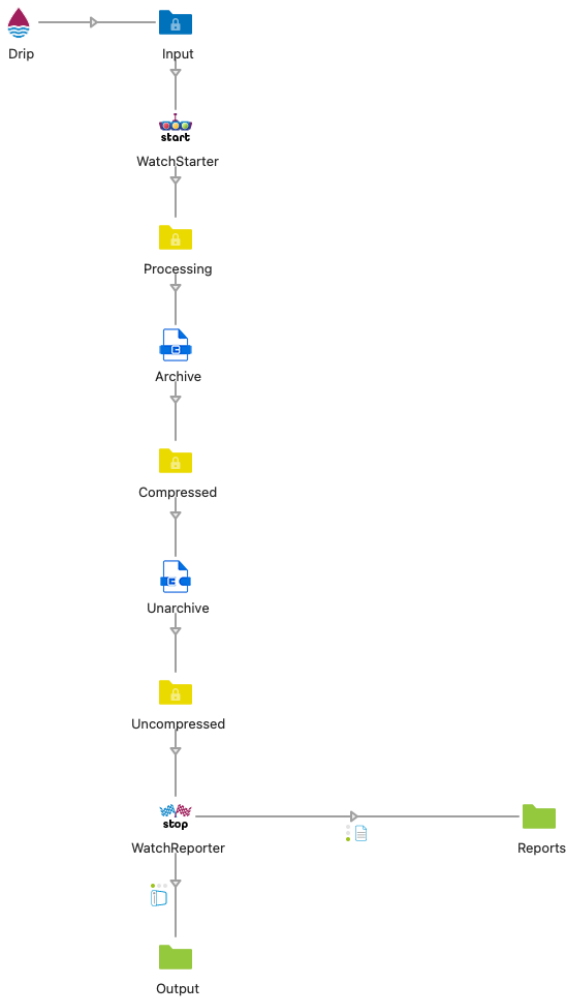 Drip
Input
start
WatchStarter
Processing
Archive
Compressed
Unarchive
Uncompressed
stop
WatchReporter
Reports
Output